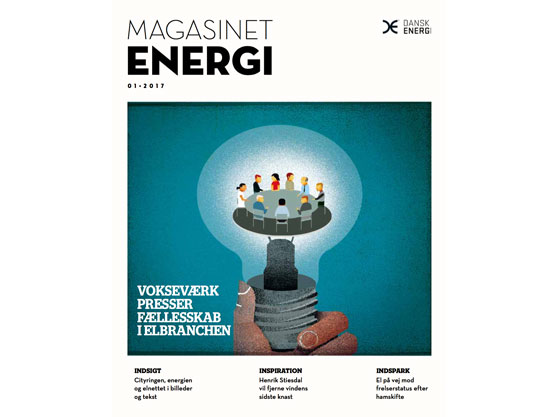 MAGASINET
ENERGI
01•2017
DANSK
ENERGI
VOKSEVÆRK
PRESSER
FÆLLESSKAB
I ELBRANCHEN
INDSIGT
Cityringen, energien
og elnettet i billeder
og tekst
INSPIRATION
Henrik Stiesdal
vil fjerne vindens
sidste knast
INDSPARK
El på vej mod
frelserstatus efter
hamskifte